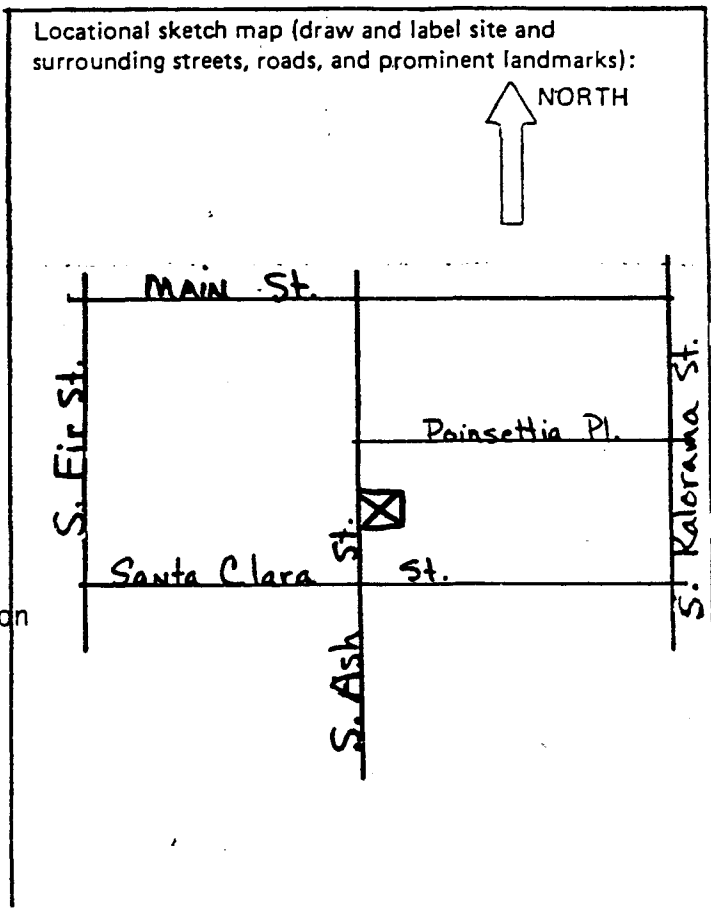 Locational sketch map (draw and label site and
surrounding streets, roads, and prominent landmarks):
NORTH
MAIN St.
S. Fir St.
Poinsettia Pl.
S. Kalorama St.
Santa Clara St.
S. Ash St.
on